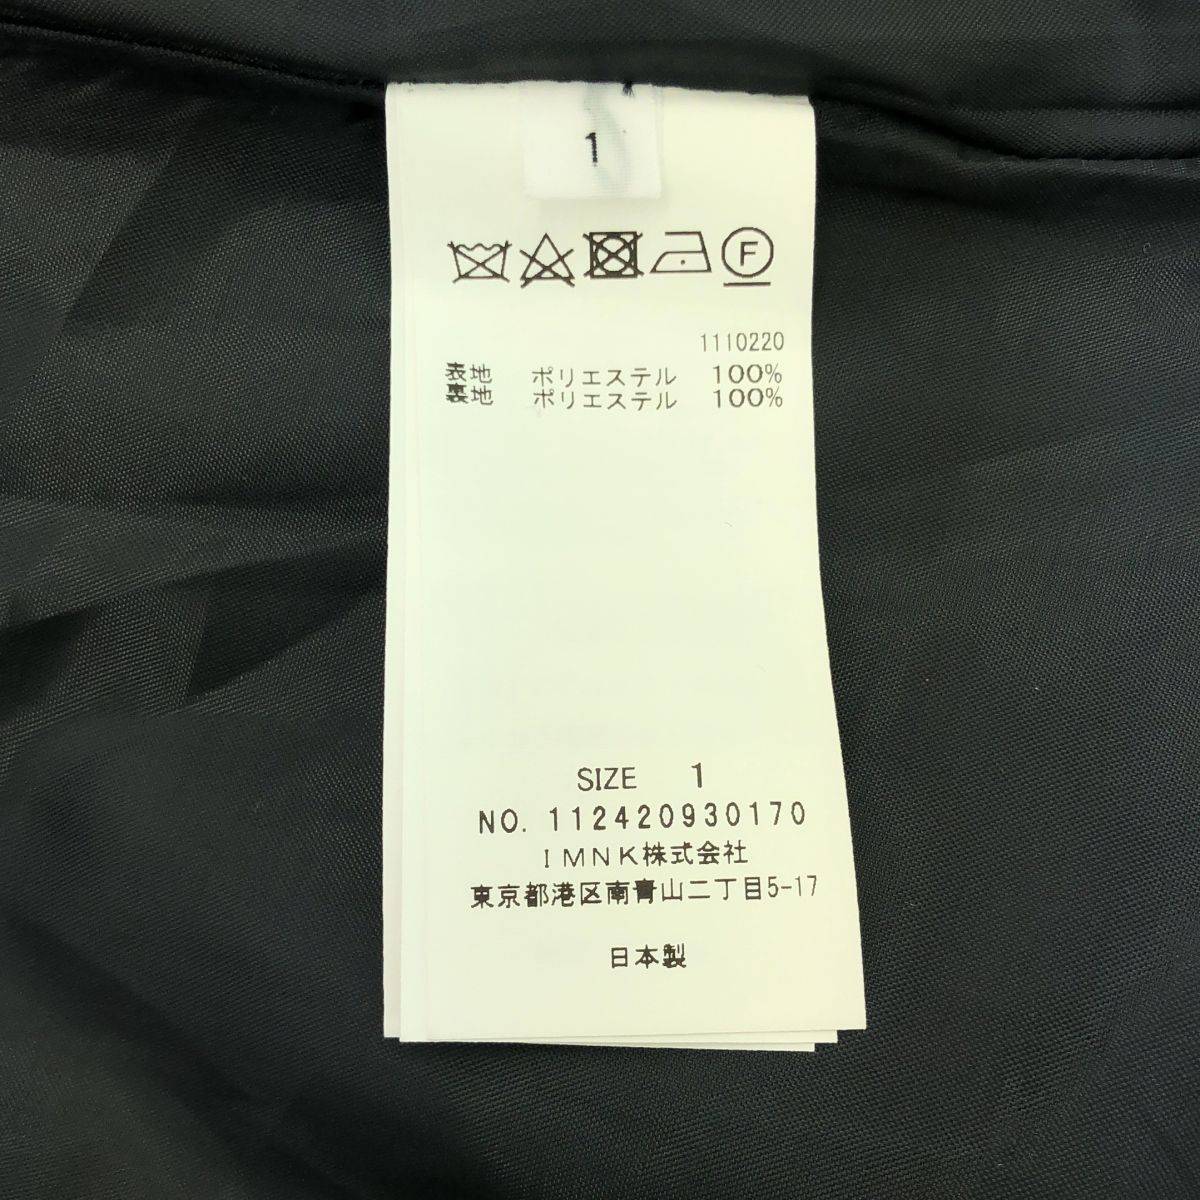 1
F
1110220
表地 ポリエステル 100%
裏地 ポリエステル 100%
SIZE 1
NO. 112420930170
IMNK株式会社
東京都港区南青山二丁目5-17
日本製